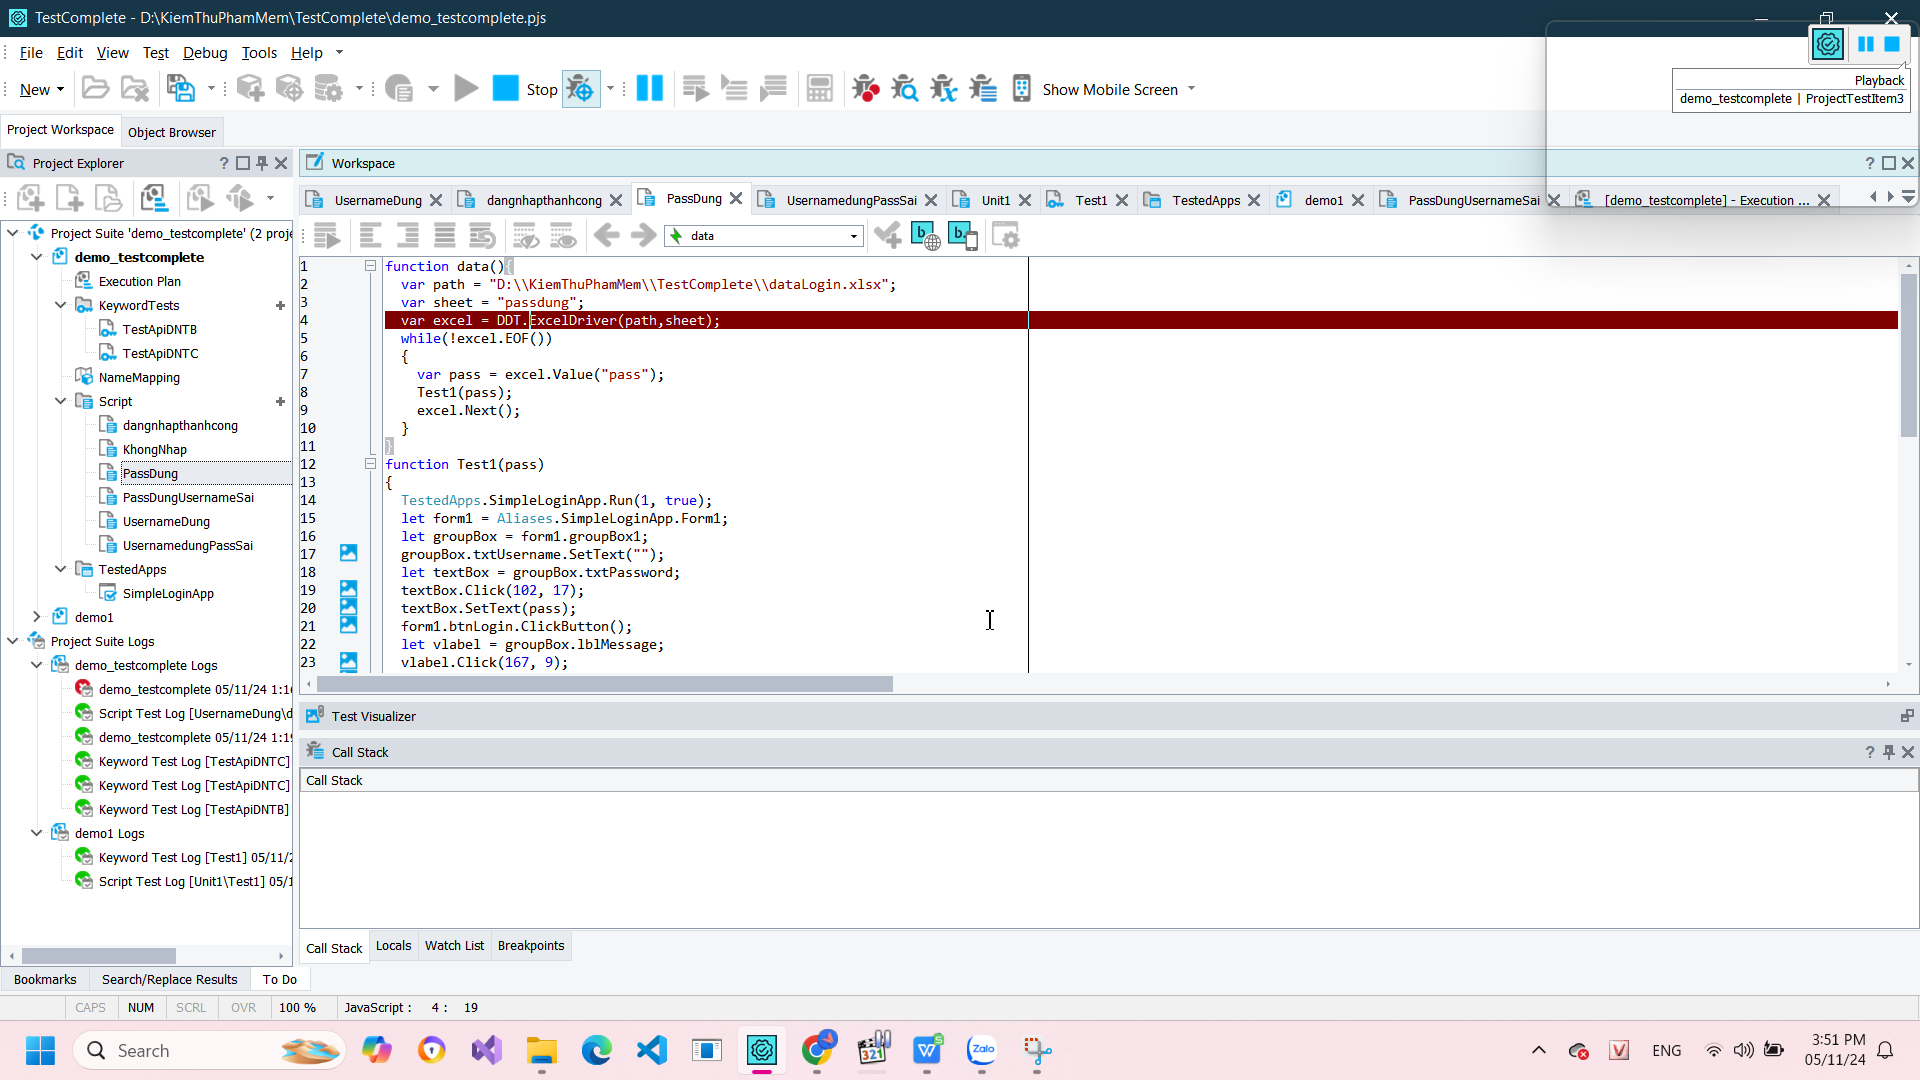 TestComplete - D:\KiemThuPhamMem\TestComplete\demo_testcomplete.pjs
File Edit View Test Debug Tools Help
New Stop Show Mobile Screen
Playback
demo_testcomplete | ProjectTestItem3
Project Workspace Object Browser
Project Explorer
Workspace
UsernameDung dangnhapthanhcong PassDung UsernamedungPassSai Unit1 Test1 TestedApps demo1 PassDungUsernameSai [demo_testcomplete] - Execution ...
data
Project Suite 'demo_testcomplete' (2 proje
demo_testcomplete
Execution Plan
KeywordTests
TestApiDNTB
TestApiDNTC
NameMapping
Script
dangnhapthanhcong
KhongNhap
PassDung
PassDungUsernameSai
UsernameDung
UsernamedungPassSai
TestedApps
SimpleLoginApp
demo1
Project Suite Logs
demo_testcomplete Logs
demo_testcomplete 05/11/24 1:16
Script Test Log [UsernameDung\d
demo_testcomplete 05/11/24 1:19
Keyword Test Log [TestApiDNTC]
Keyword Test Log [TestApiDNTC]
Keyword Test Log [TestApiDNTB]
demo1 Logs
Keyword Test Log [Test1] 05/11/2
Script Test Log [Unit1\Test1] 05/1
1 function data(){
2 var path = "D:\\KiemThuPhamMem\\TestComplete\\dataLogin.xlsx";
3 var sheet = "passdung";
4 var excel = DDT.ExcelDriver(path,sheet);
5 while(!excel.EOF())
6 {
7 var pass = excel.Value("pass");
8 Test1(pass);
9 excel.Next();
10 }
11 }
12 function Test1(pass)
13 {
14 TestedApps.SimpleLoginApp.Run(1, true);
15 let form1 = Aliases.SimpleLoginApp.Form1;
16 let groupBox = form1.groupBox1;
17 groupBox.txtUsername.SetText("");
18 let textBox = groupBox.txtPassword;
19 textBox.Click(102, 17);
20 textBox.SetText(pass);
21 form1.btnLogin.ClickButton();
22 let vlabel = groupBox.lblMessage;
23 vlabel.Click(167, 9);
Test Visualizer
Call Stack
Call Stack
Call Stack Locals Watch List Breakpoints
Bookmarks Search/Replace Results To Do
CAPS NUM SCRL OVR 100 % JavaScript : 4 : 19
Search
321
Zalo
ENG
3:51 PM
05/11/24